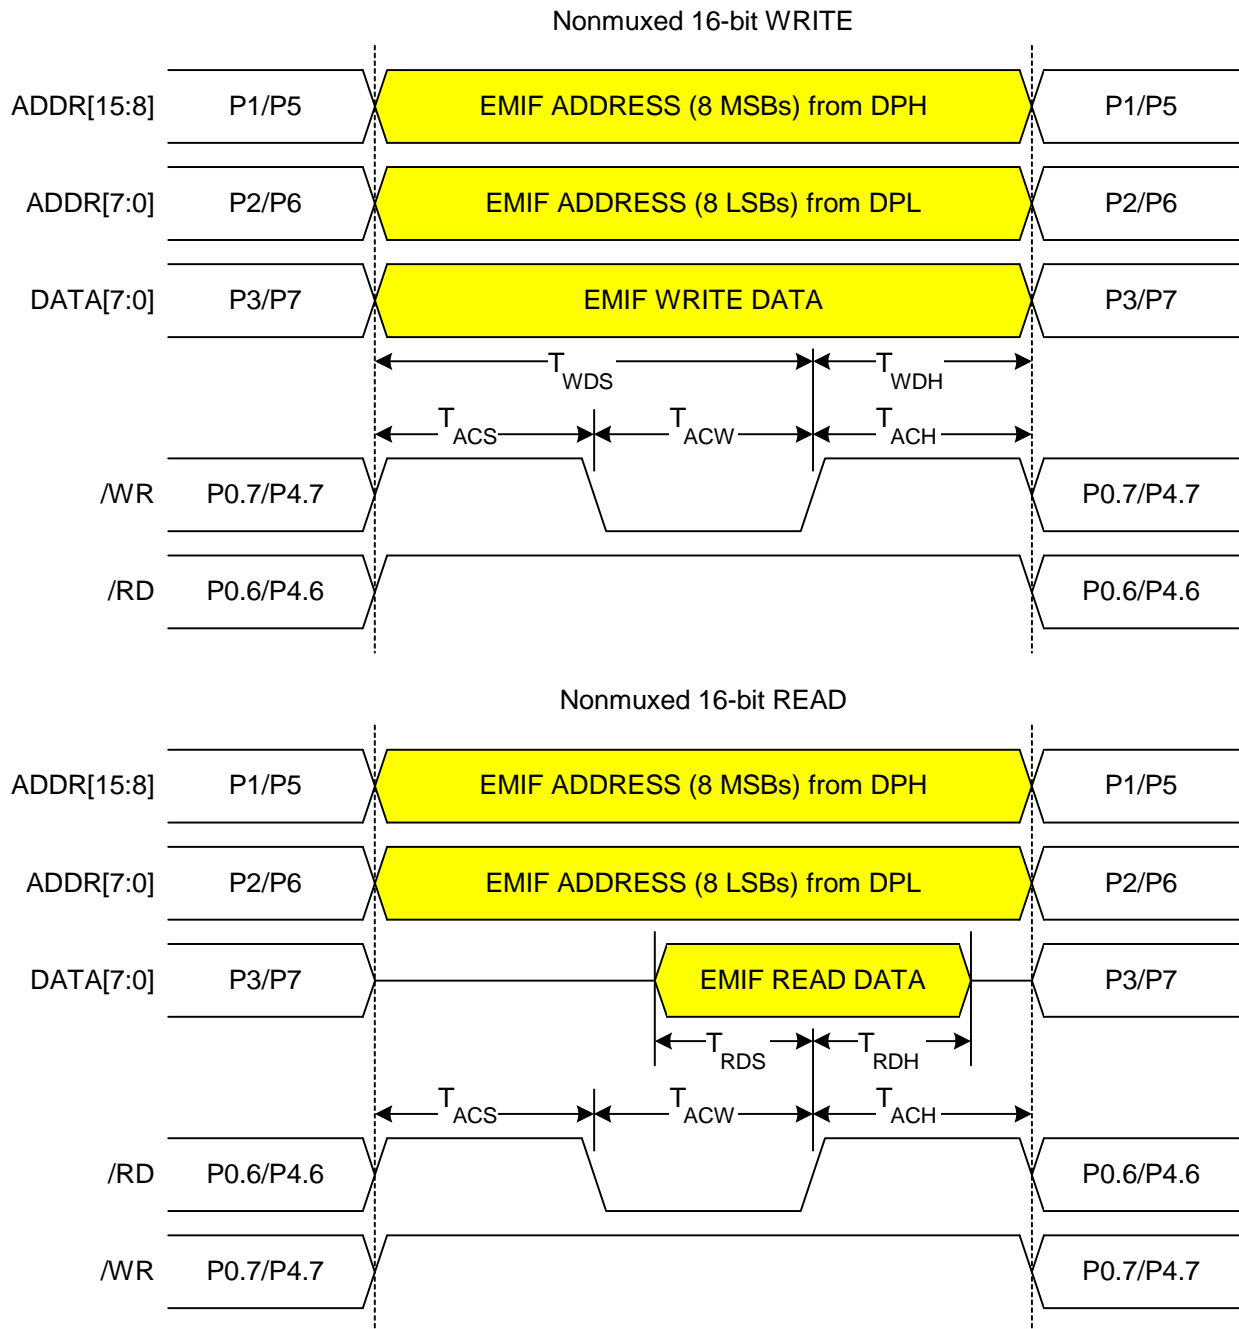 Nonmuxed 16-bit WRITE
ADDR[15:8] P1/P5 EMIF ADDRESS (8 MSBs) from DPH P1/P5
ADDR[7:0] P2/P6 EMIF ADDRESS (8 LSBs) from DPL P2/P6
DATA[7:0] P3/P7 EMIF WRITE DATA P3/P7
TWDS TWDH
TACS TACW TACH
/WR P0.7/P4.7 P0.7/P4.7
/RD P0.6/P4.6 P0.6/P4.6
Nonmuxed 16-bit READ
ADDR[15:8] P1/P5 EMIF ADDRESS (8 MSBs) from DPH P1/P5
ADDR[7:0] P2/P6 EMIF ADDRESS (8 LSBs) from DPL P2/P6
DATA[7:0] P3/P7 EMIF READ DATA P3/P7
TRDS TRDH
TACS TACW TACH
/RD P0.6/P4.6 P0.6/P4.6
/WR P0.7/P4.7 P0.7/P4.7